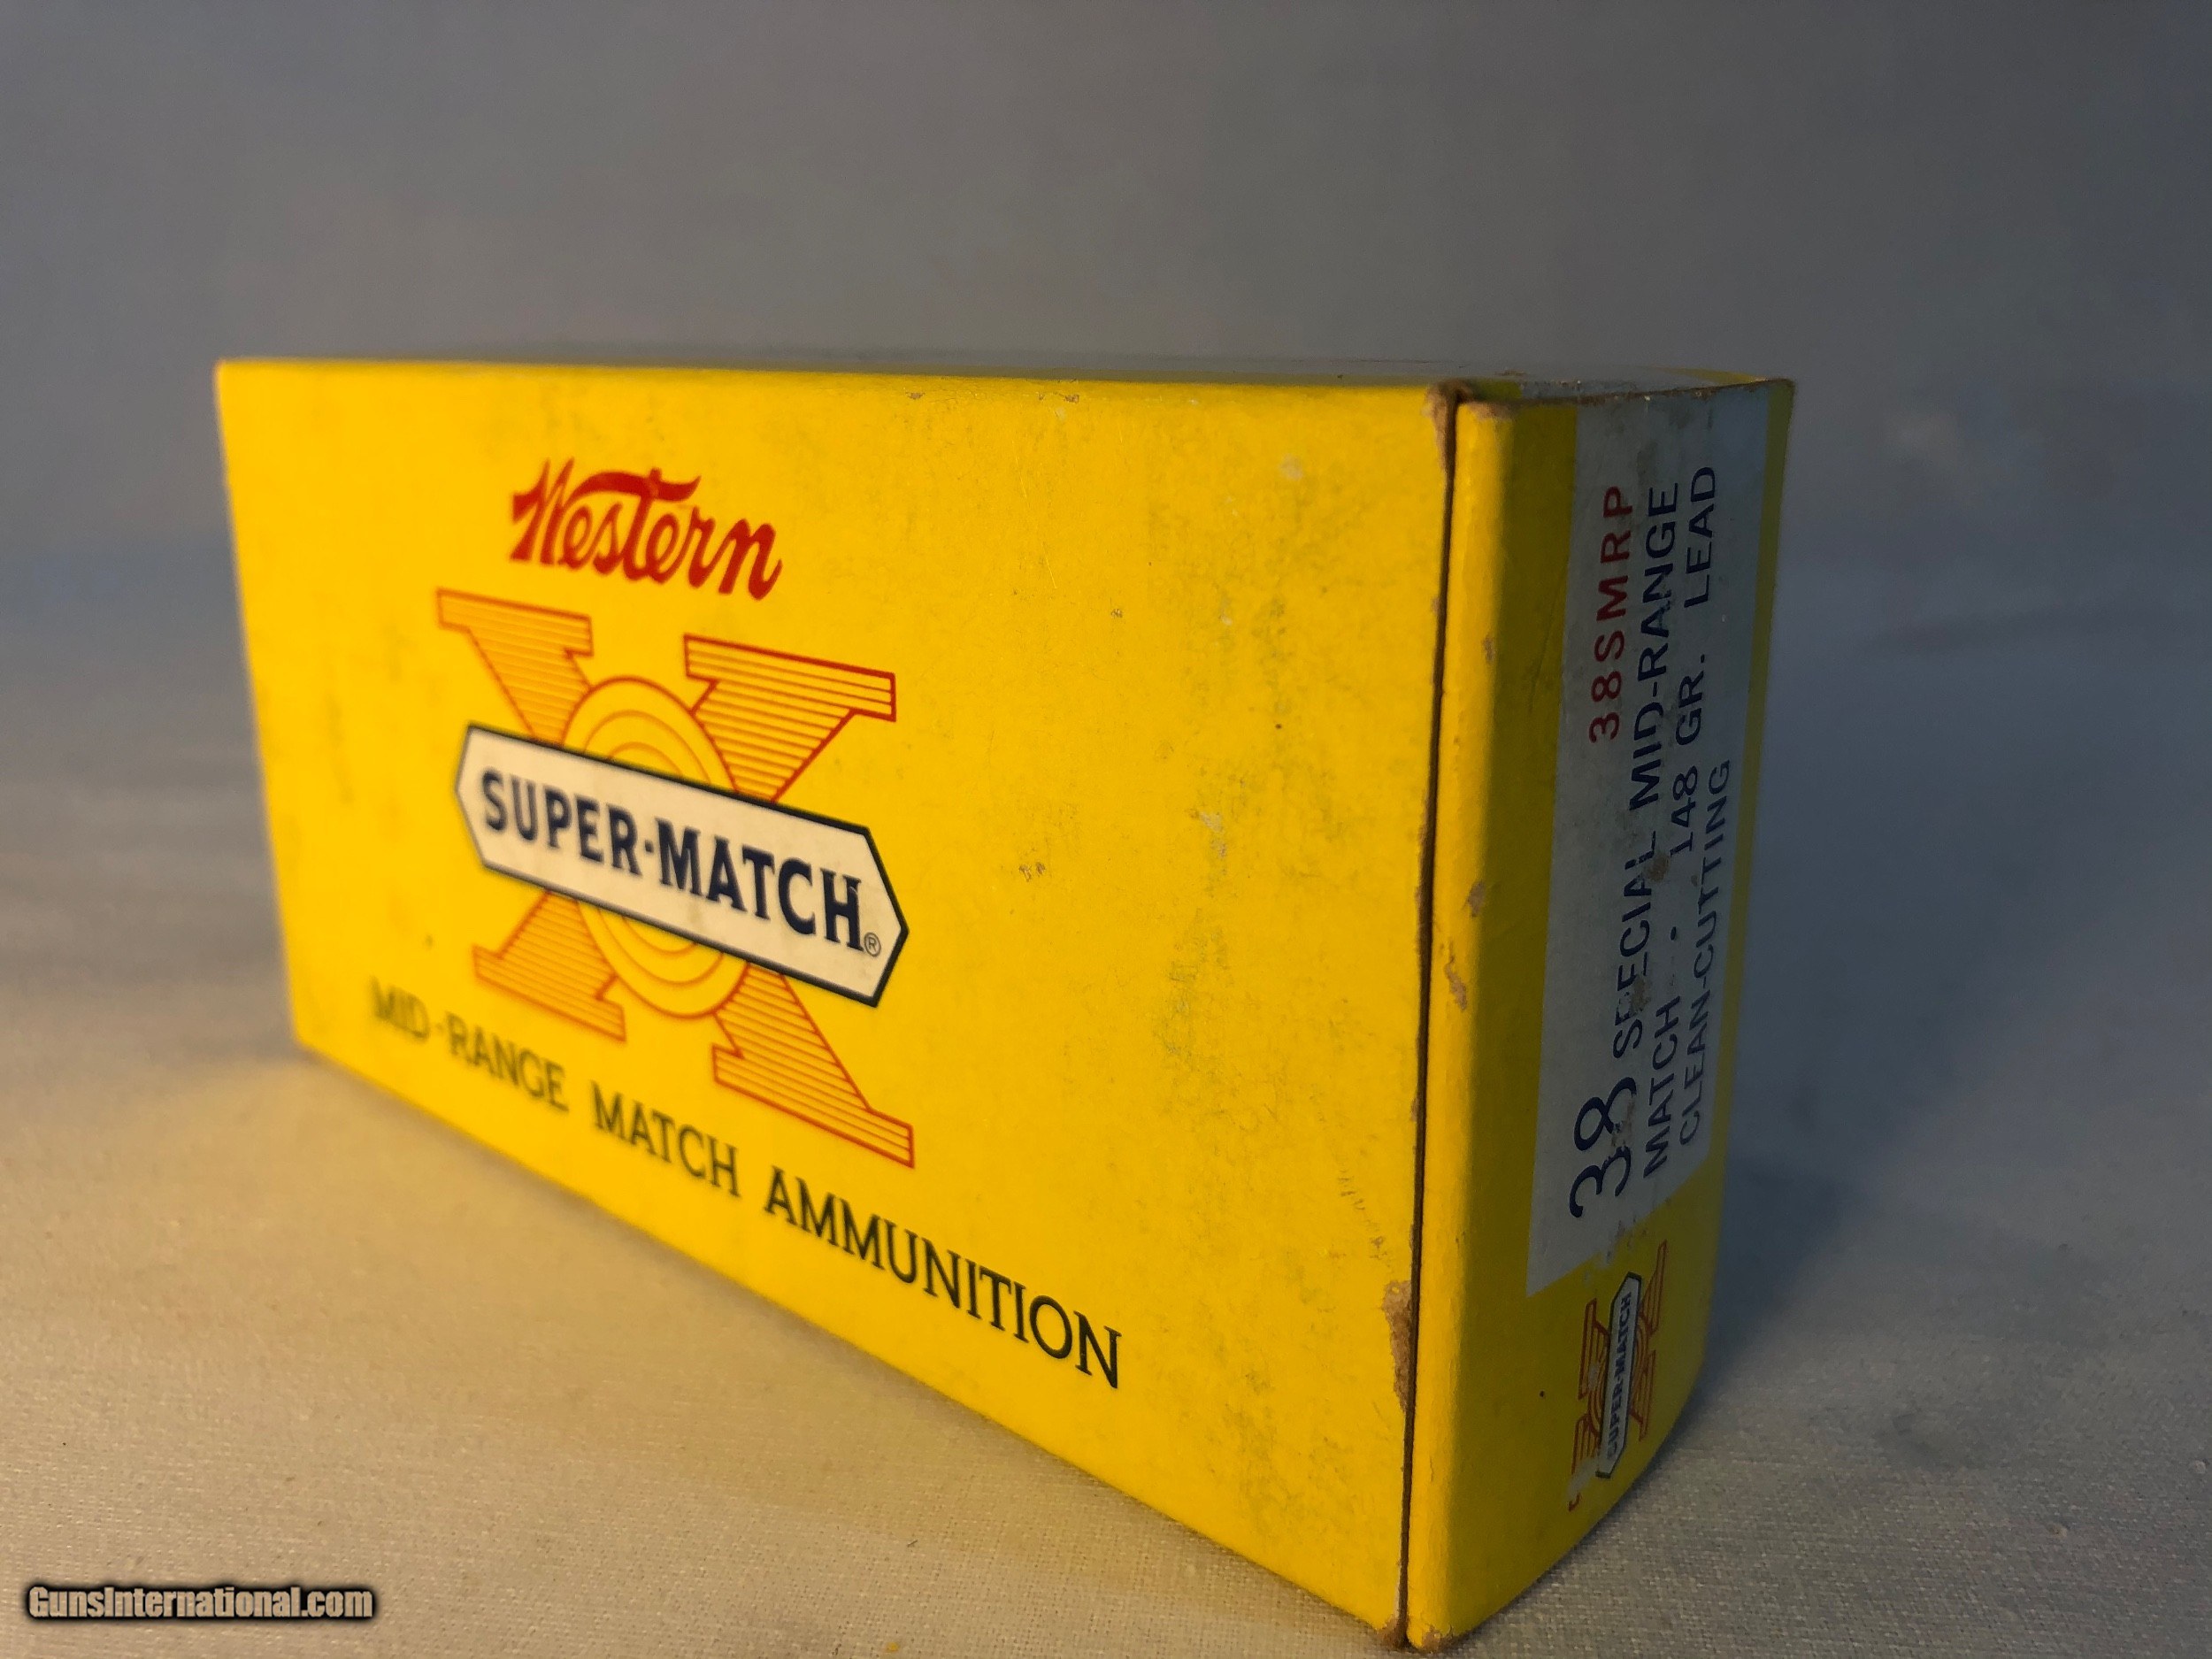 Western
SUPER-MATCH®
MID-RANGE MATCH AMMUNITION
38SMRP
38 SPECIAL MID-RANGE
MATCH - - 148 GR. LEAD
CLEAN-CUTTING
SUPER-MATCH
GunsInternational.com